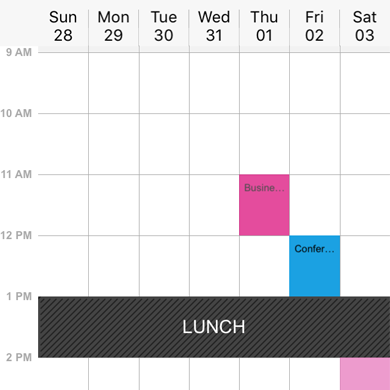 Sun Mon Tue Wed Thu Fri Sat
28 29 30 31 01 02 03
9 AM
10 AM
11 AM
Busine...
12 PM
Confer...
1 PM
LUNCH
2 PM